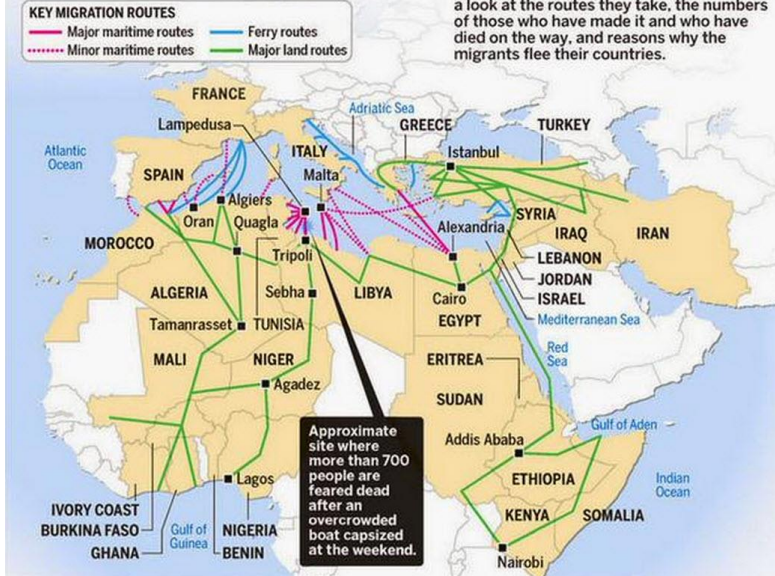 a look at the routes they take, the numbers
of those who have made it and who have
died on the way, and reasons why the
migrants flee their countries.
KEY MIGRATION ROUTES
Major maritime routes
Ferry routes
Minor maritime routes
Major land routes
FRANCE
Adriatic Sea
Lampedusa
GREECE
TURKEY
Atlantic
Ocean
ITALY
Istanbul
SPAIN
Malta
Algiers
Oran
Quagla
SYRIA
MOROCCO
Alexandria
IRAQ
IRAN
Tripoli
LEBANON
JORDAN
ISRAEL
ALGERIA
Sebha
LIBYA
Cairo
Mediterranean Sea
EGYPT
Tamanrasset
TUNISIA
Red
Sea
MALI
NIGER
ERITREA
Agadez
SUDAN
Gulf of Aden
Addis Ababa
Approximate
site where
more than 700
people are
feared dead
after an
overcrowded
boat capsized
at the weekend.
Lagos
ETHIOPIA
Indian
Ocean
IVORY COAST
BURKINA FASO
GHANA
Gulf of
Guinea
NIGERIA
BENIN
KENYA
SOMALIA
Nairobi